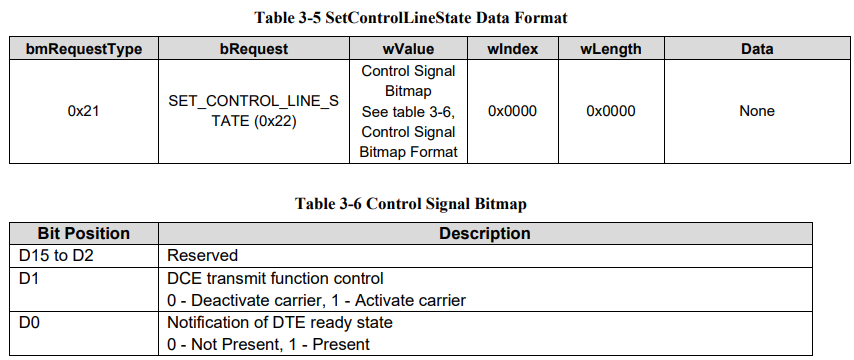 Table 3-5 SetControlLineState Data Format
bmRequestType bRequest wValue wIndex wLength Data
0x21 SET_CONTROL_LINE_S
TATE (0x22) Control Signal
Bitmap
See table 3-6,
Control Signal
Bitmap Format 0x0000 0x0000 None
Table 3-6 Control Signal Bitmap
Bit Position Description
D15 to D2 Reserved
D1 DCE transmit function control
0 - Deactivate carrier, 1 - Activate carrier
D0 Notification of DTE ready state
0 - Not Present, 1 - Present